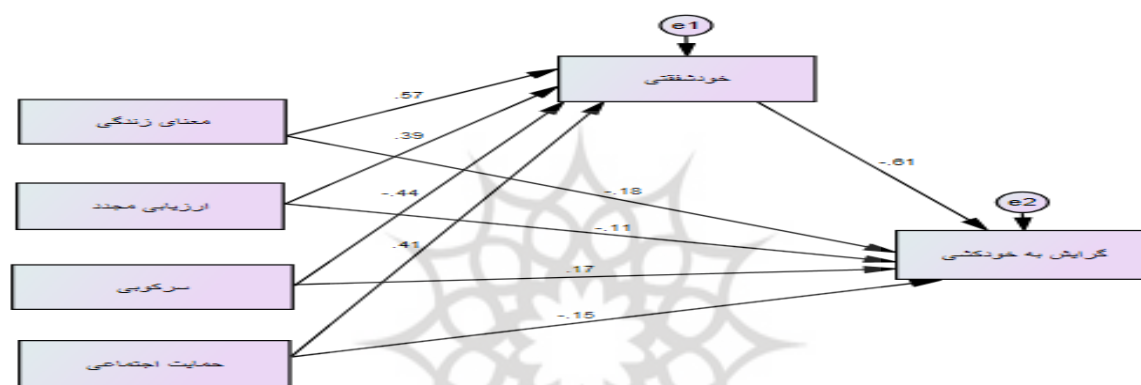 e1
خودشفقتی
.57
معنای زندگی
.39
-.61
ارزیابی مجدد
-.44
-.18
e2
.41
-.11
گرایش به خودکشی
سرکوبی
.17
-.15
حمایت اجتماعی